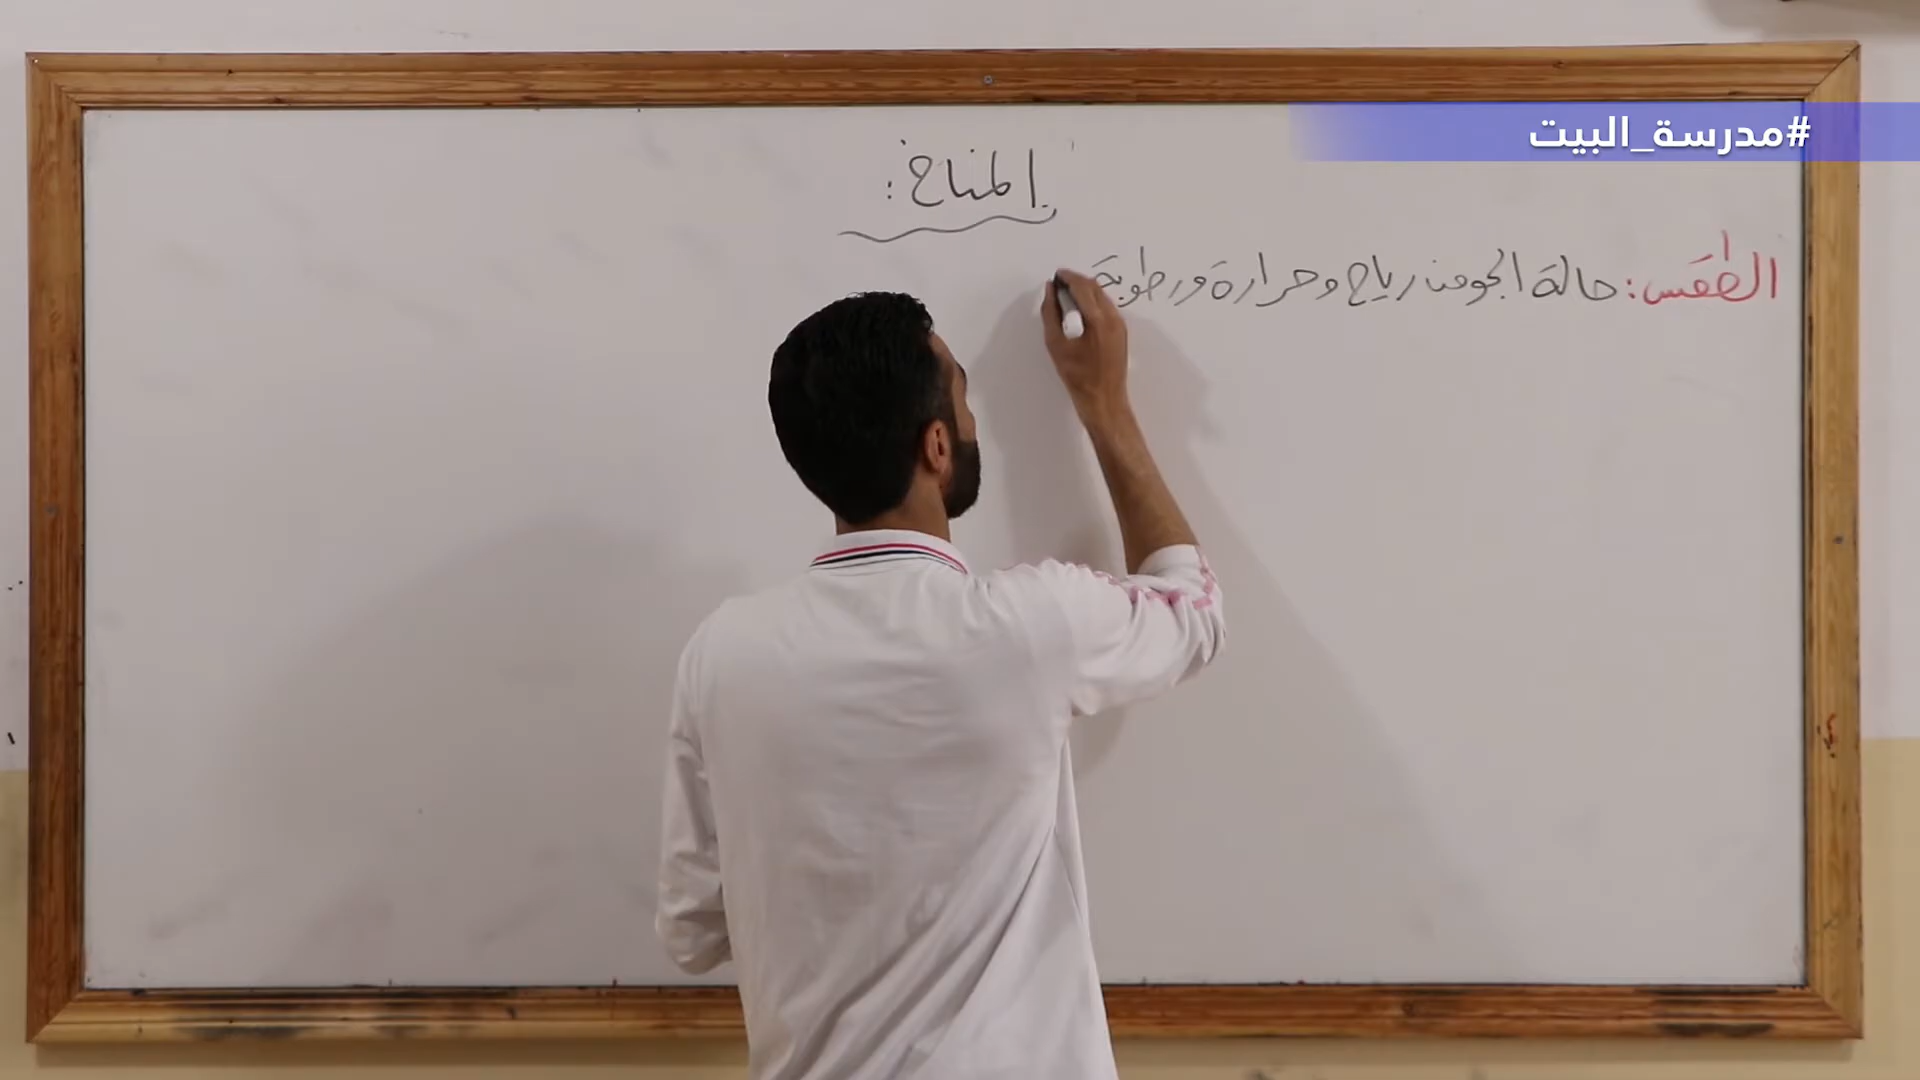 #مدرسة_البيت
المناخ:
الطقس: حالة الجو من رياح وحرارة ورطوبة